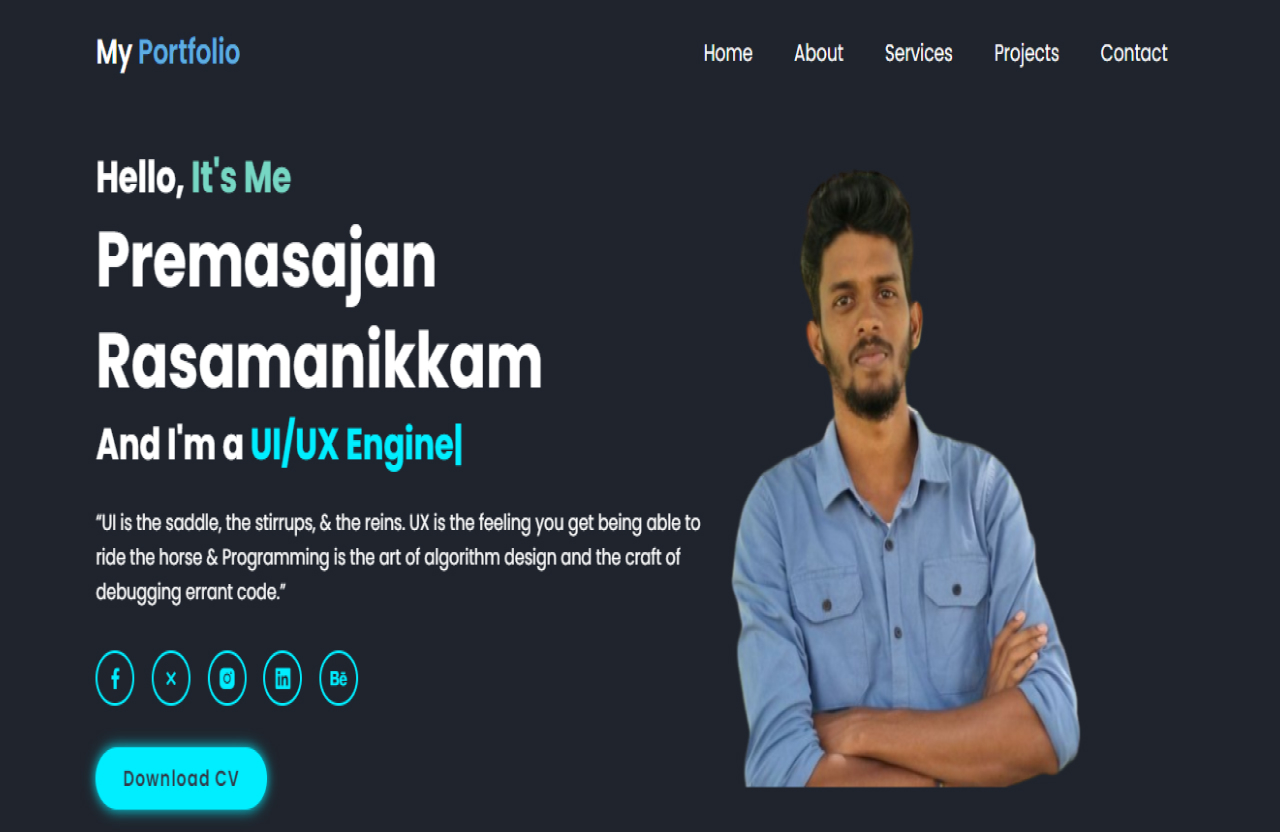 My Portfolio
Home About Services Projects Contact
Hello, It's Me
Premasajan
Rasamanikkam
And I'm a UI/UX Engine|
“UI is the saddle, the stirrups, & the reins. UX is the feeling you get being able to
ride the horse & Programming is the art of algorithm design and the craft of
debugging errant code.”
Download CV